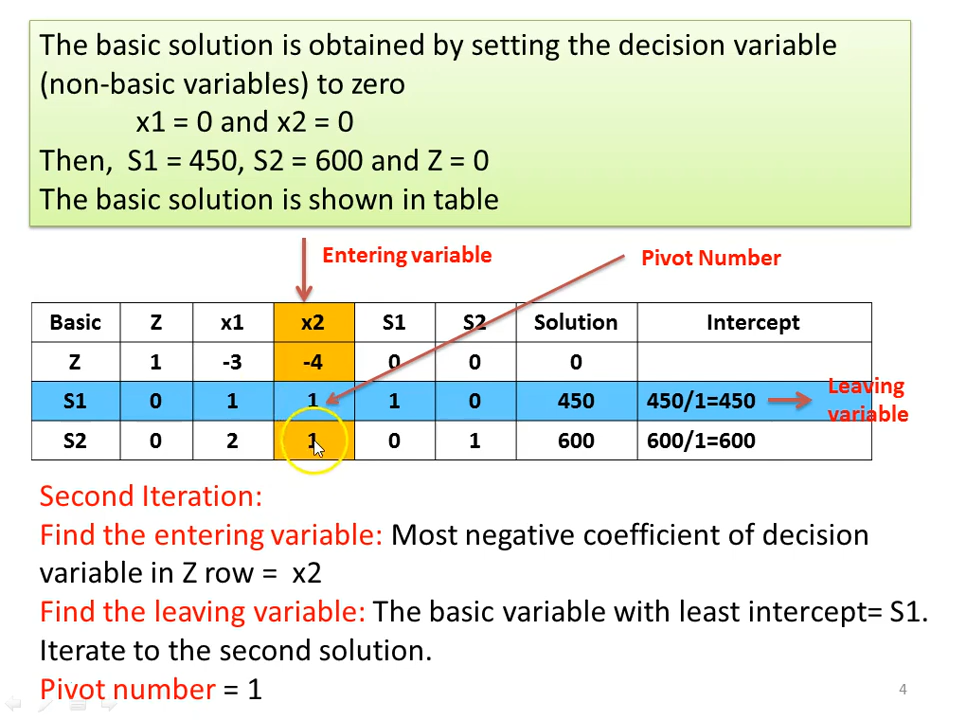 The basic solution is obtained by setting the decision variable
(non-basic variables) to zero
x1 = 0 and x2 = 0
Then, S1 = 450, S2 = 600 and Z = 0
The basic solution is shown in table
Entering variable
Pivot Number
Basic Z x1 x2 S1 S2 Solution Intercept
Z 1 -3 -4 0 0 0
S1 0 1 1 1 0 450 450/1=450
Leaving
variable
S2 0 2 1 0 1 600 600/1=600
Second Iteration:
Find the entering variable: Most negative coefficient of decision
variable in Z row = x2
Find the leaving variable: The basic variable with least intercept= S1.
Iterate to the second solution.
Pivot number = 1
4